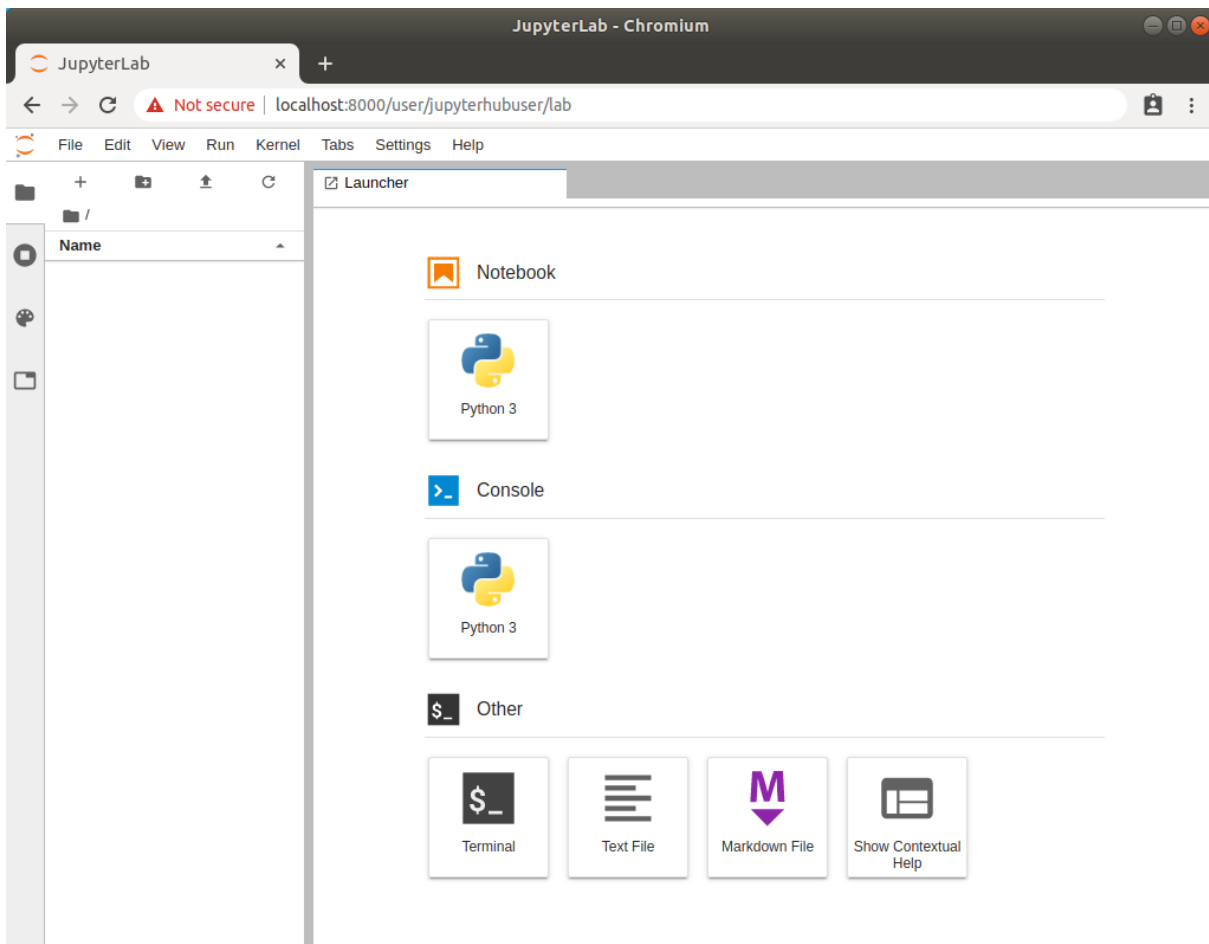 JupyterLab - Chromium
JupyterLab
Not secure | localhost:8000/user/jupyterhubuser/lab
File Edit View Run Kernel Tabs Settings Help
Launcher
/
Name
Notebook
Python 3
Console
>_
Python 3
$_ Other
$_
M
Terminal
Text File
Markdown File
Show Contextual
Help